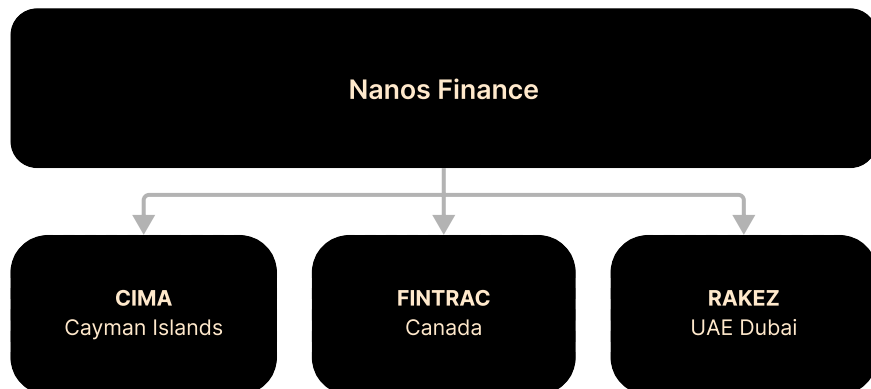 Nanos Finance
CIMA
Cayman Islands
FINTRAC
Canada
RAKEZ
UAE Dubai